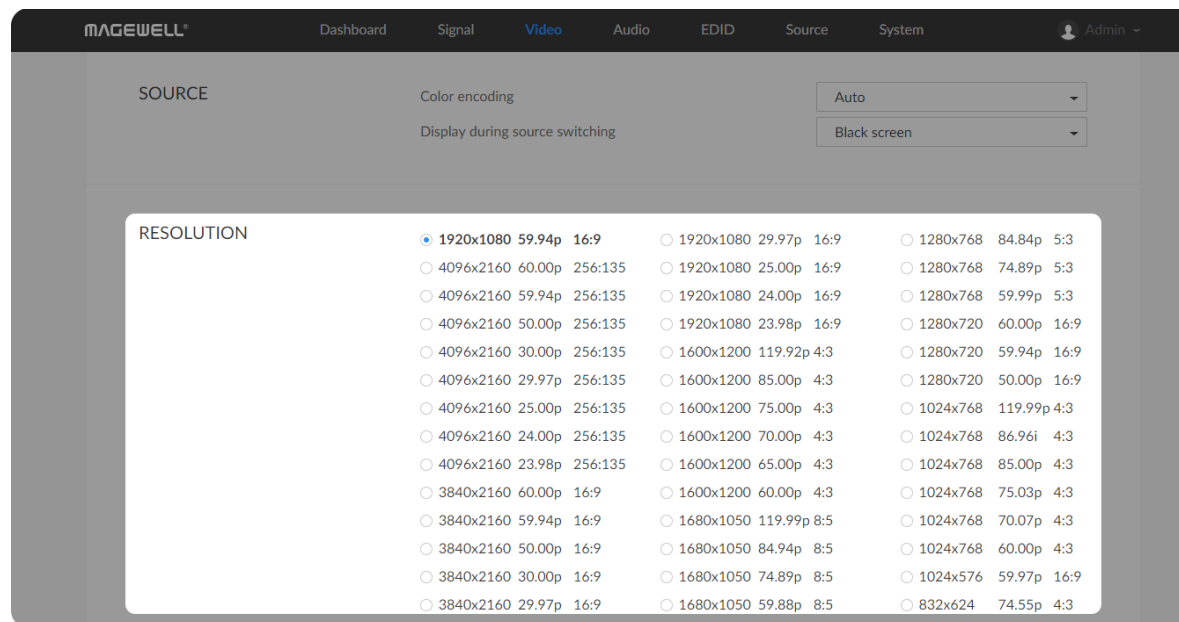 MAGEWELL® Dashboard Signal Video Audio EDID Source System Admin
SOURCE Color encoding Auto
Display during source switching Black screen
RESOLUTION 1920x1080 59.94p 16:9 1920x1080 29.97p 16:9 1280x768 84.84p 5:3
4096x2160 60.00p 256:135 1920x1080 25.00p 16:9 1280x768 74.89p 5:3
4096x2160 59.94p 256:135 1920x1080 24.00p 16:9 1280x768 59.99p 5:3
4096x2160 50.00p 256:135 1920x1080 23.98p 16:9 1280x720 60.00p 16:9
4096x2160 30.00p 256:135 1600x1200 119.92p 4:3 1280x720 59.94p 16:9
4096x2160 29.97p 256:135 1600x1200 85.00p 4:3 1280x720 50.00p 16:9
4096x2160 25.00p 256:135 1600x1200 75.00p 4:3 1024x768 119.99p 4:3
4096x2160 24.00p 256:135 1600x1200 70.00p 4:3 1024x768 86.96i 4:3
4096x2160 23.98p 256:135 1600x1200 65.00p 4:3 1024x768 85.00p 4:3
3840x2160 60.00p 16:9 1600x1200 60.00p 4:3 1024x768 75.03p 4:3
3840x2160 59.94p 16:9 1680x1050 119.99p 8:5 1024x768 70.07p 4:3
3840x2160 50.00p 16:9 1680x1050 84.94p 8:5 1024x768 60.00p 4:3
3840x2160 30.00p 16:9 1680x1050 74.89p 8:5 1024x576 59.97p 16:9
3840x2160 29.97p 16:9 1680x1050 59.88p 8:5 832x624 74.55p 4:3